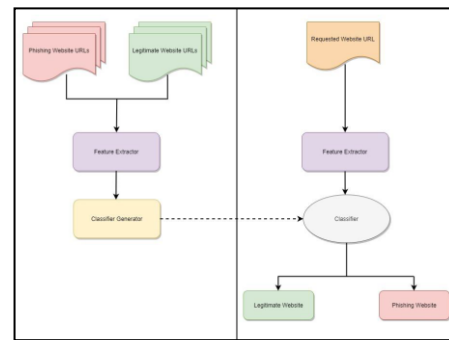 Phishing Website URLs
Legitimate Website URLs
Feature Extractor
Classifier Generator
Requested Website URL
Feature Extractor
Classifier
Legitimate Website
Phishing Website